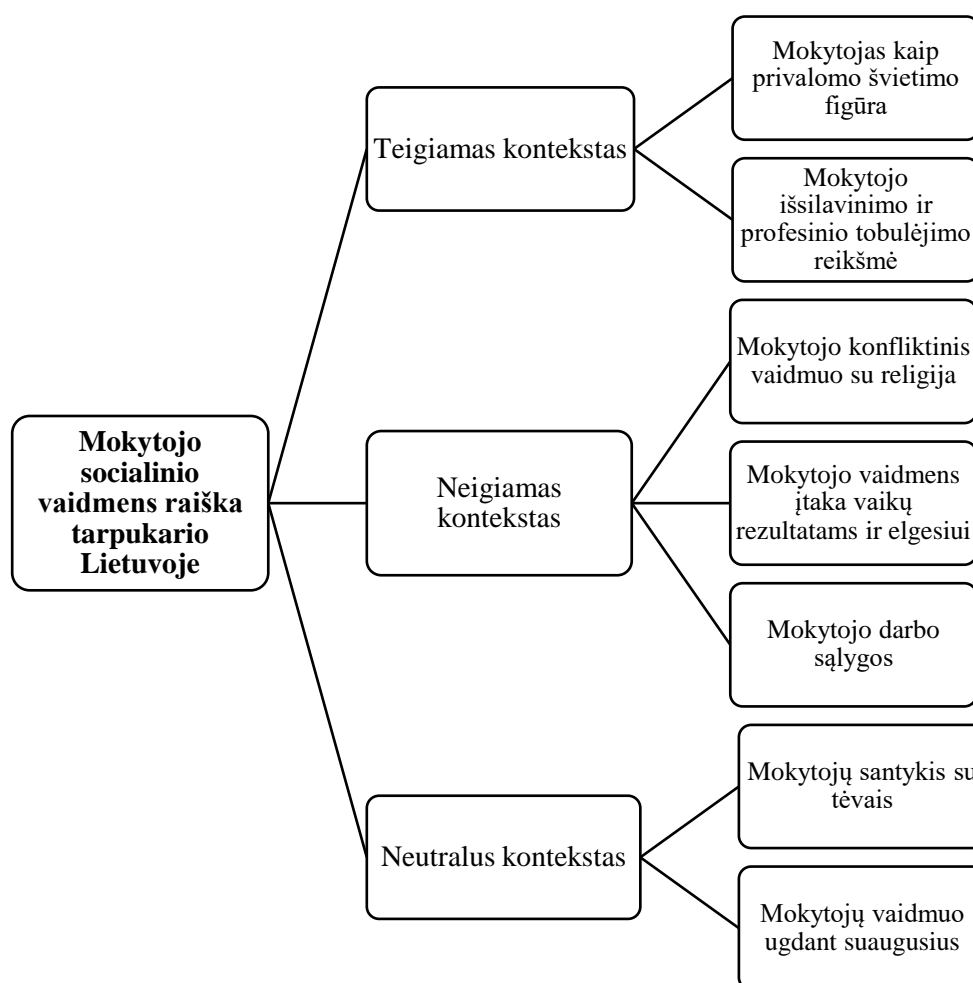 Mokytojo
socialinio
vaidmens raiška
tarpukario
Lietuvoje
Teigiamas kontekstas
Mokytojas kaip
privalomo švietimo
figūra
Mokytojo
išsilavinimo ir
profesinio tobulėjimo
reikšmė
Neigiamas
kontekstas
Mokytojo konfliktinis
vaidmuo su religija
Mokytojo vaidmens
įtaka vaikų
rezultatams ir elgesiui
Mokytojo darbo
sąlygos
Neutralus kontekstas
Mokytojų santykis su
tėvais
Mokytojų vaidmuo
ugdant suaugusius